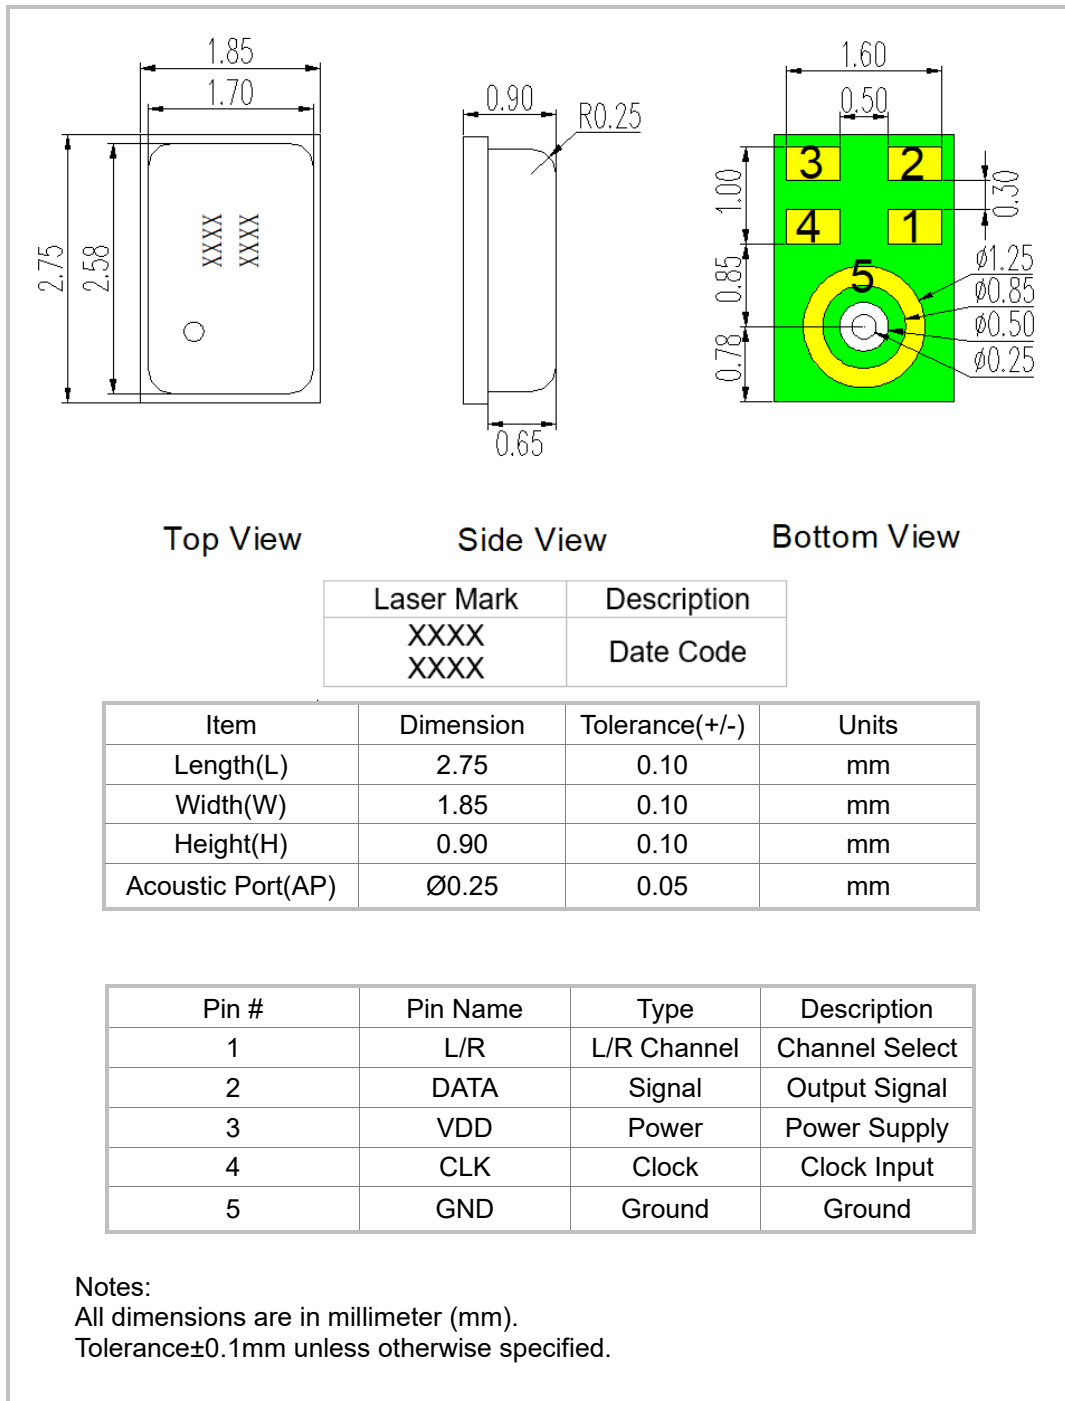 1.85
1.70
2.75
2.58
XXXX
XXXX
0.90
R0.25
0.65
1.60
0.50
3
2
4
1
5
1.00
0.85
0.78
0.30
ø1.25
ø0.85
ø0.50
ø0.25
Top View
Side View
Bottom View
Laser Mark Description
XXXX
XXXX
Date Code
Item Dimension Tolerance(+/-) Units
Length(L) 2.75 0.10 mm
Width(W) 1.85 0.10 mm
Height(H) 0.90 0.10 mm
Acoustic Port(AP) Ø0.25 0.05 mm
Pin # Pin Name Type Description
1 L/R L/R Channel Channel Select
2 DATA Signal Output Signal
3 VDD Power Power Supply
4 CLK Clock Clock Input
5 GND Ground Ground
Notes:
All dimensions are in millimeter (mm).
Tolerance±0.1mm unless otherwise specified.